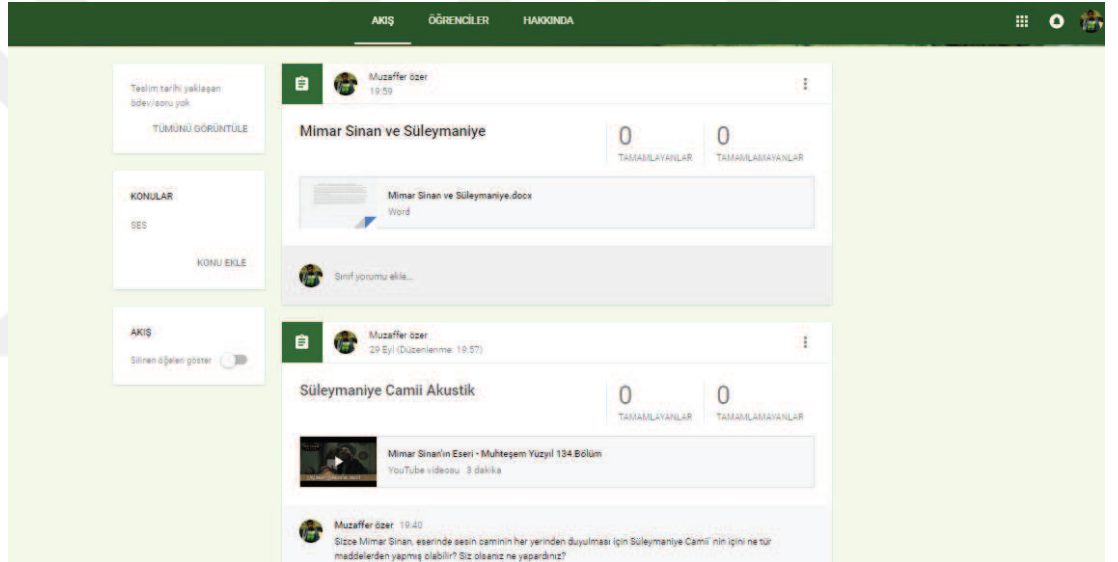 AKIŞ ÖĞRENCİLER HAKKINDA
Teslim tarihi yaklaşan
ödev/soru yok
TÜMÜNÜ GÖRÜNTÜLE
KONULAR
SES
KONU EKLE
AKIŞ
Silinen öğeleri göster
Muzaffer özer
19:59
Mimar Sinan ve Süleymaniye
0 0
TAMAMLAYANLAR TAMAMLAMAYANLAR
Mimar Sinan ve Süleymaniye.docx
Word
Sınıf yorumu ekle...
Muzaffer özer
29 Eyl (Düzenlenme: 19:57)
Süleymaniye Camii Akustik
0 0
TAMAMLAYANLAR TAMAMLAMAYANLAR
Mimar Sinan'ın Eseri - Muhteşem Yüzyıl 134.Bölüm
YouTube videosu 3 dakika
Muzaffer özer 19:40
Sizce Mimar Sinan, eserinde sesin caminin her yerinden duyulması için Süleymaniye Camii' nin içini ne tür
maddelerden yapmış olabilir? Siz olsanız ne yapardınız?